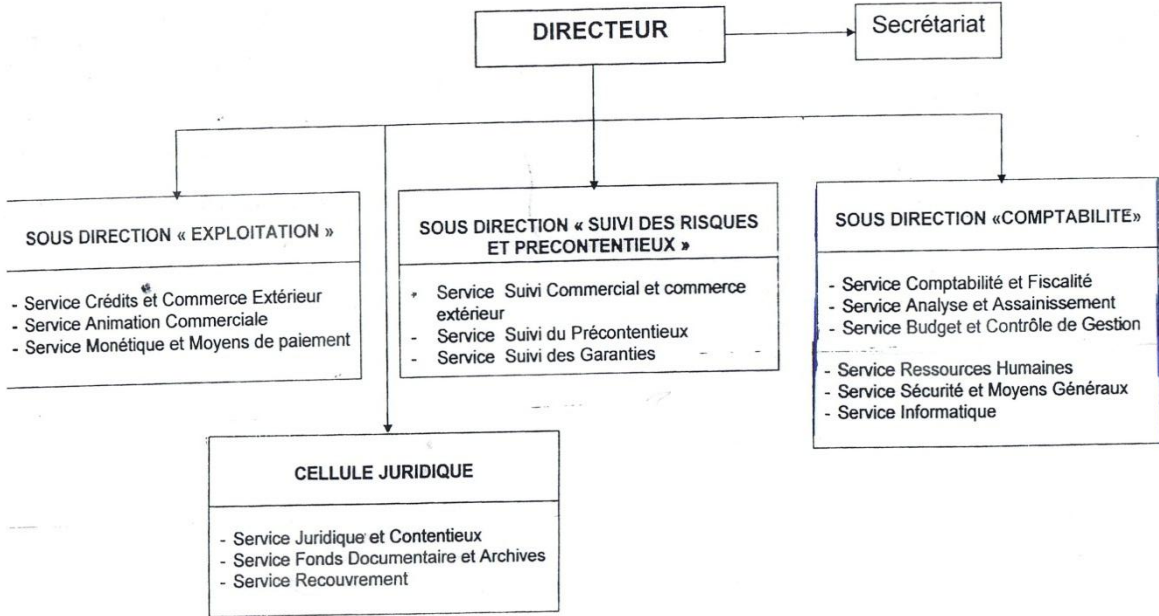 DIRECTEUR
Secrétariat
SOUS DIRECTION « EXPLOITATION »
- Service Crédits et Commerce Extérieur
- Service Animation Commerciale
- Service Monétique et Moyens de paiement
SOUS DIRECTION « SUIVI DES RISQUES
ET PRECONTENTIEUX »
- Service Suivi Commercial et commerce
extérieur
- Service Suivi du Précontentieux
- Service Suivi des Garanties
SOUS DIRECTION «COMPTABILITE»
- Service Comptabilité et Fiscalité
- Service Analyse et Assainissement
- Service Budget et Contrôle de Gestion
- Service Ressources Humaines
- Service Sécurité et Moyens Généraux
- Service Informatique
CELLULE JURIDIQUE
- Service Juridique et Contentieux
- Service Fonds Documentaire et Archives
- Service Recouvrement